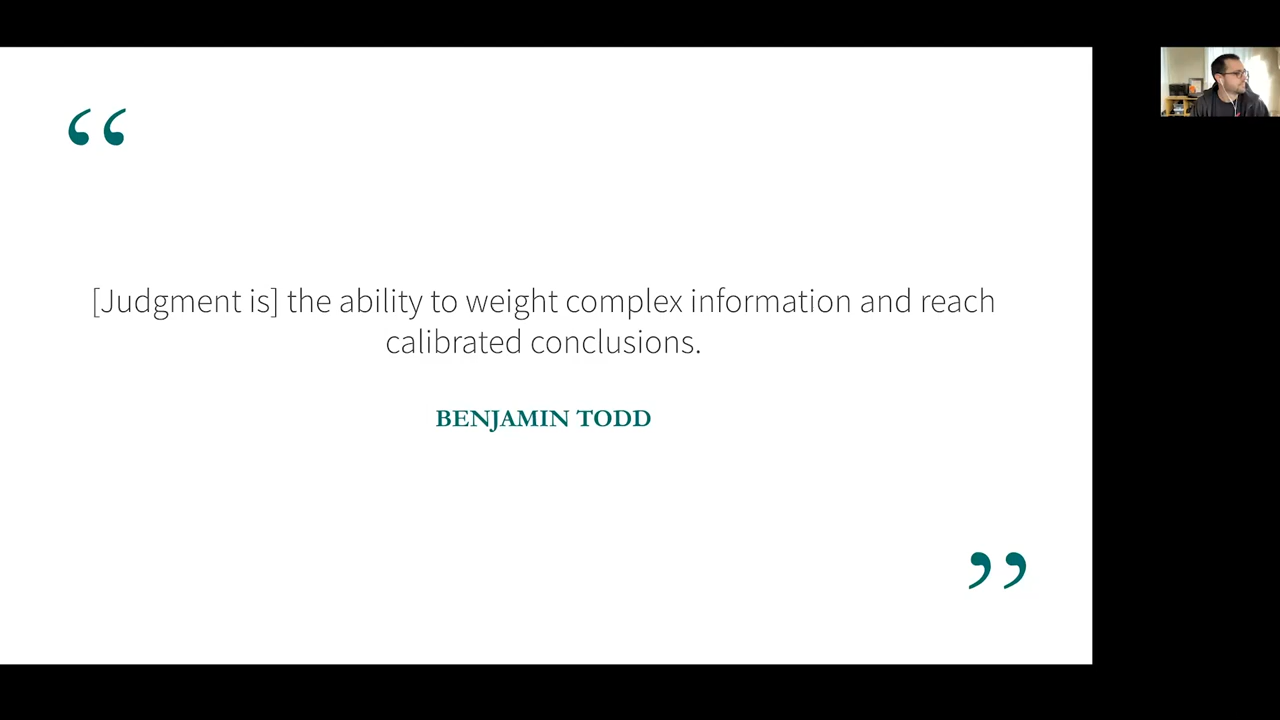 “
[Judgment is] the ability to weight complex information and reach
calibrated conclusions.
BENJAMIN TODD
”